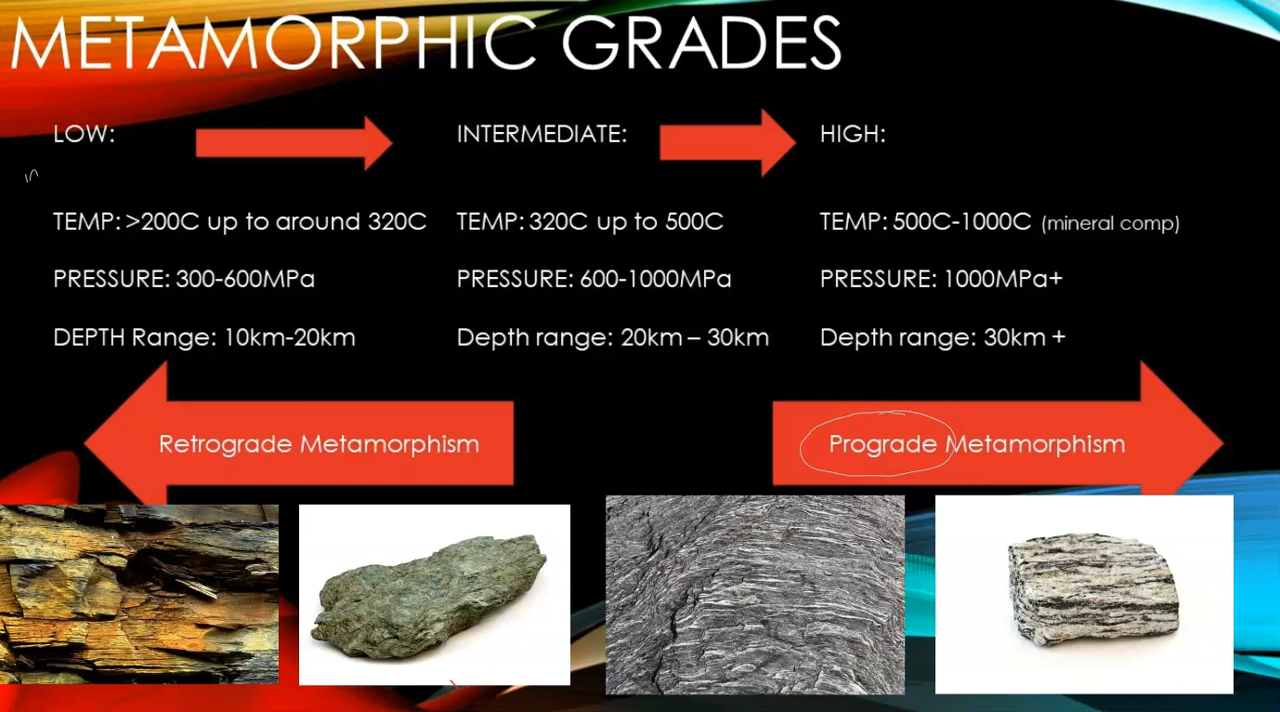 METAMORPHIC GRADES
LOW:
INTERMEDIATE:
HIGH:
TEMP: >200C up to around 320C
TEMP: 320C up to 500C
TEMP: 500C-1000C (mineral comp)
PRESSURE: 300-600MPa
PRESSURE: 600-1000MPa
PRESSURE: 1000MPa+
DEPTH Range: 10km-20km
Depth range: 20km – 30km
Depth range: 30km +
Retrograde Metamorphism
Prograde Metamorphism